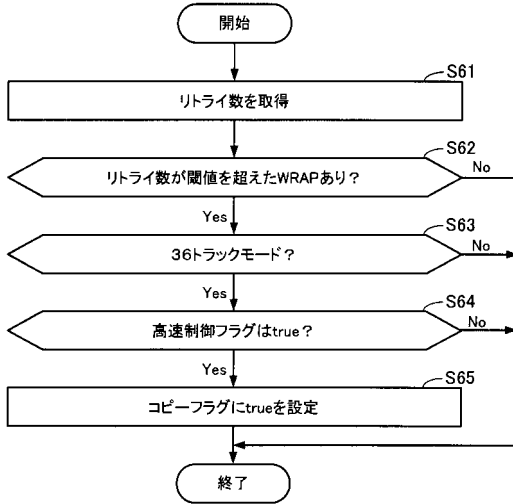 開始
S61
リトライ数を取得
S62
リトライ数が閾値を超えたWRAPあり?
No
Yes
S63
36トラックモード?
No
Yes
S64
高速制御フラグはtrue?
No
Yes
S65
コピーフラグにtrueを設定
終了